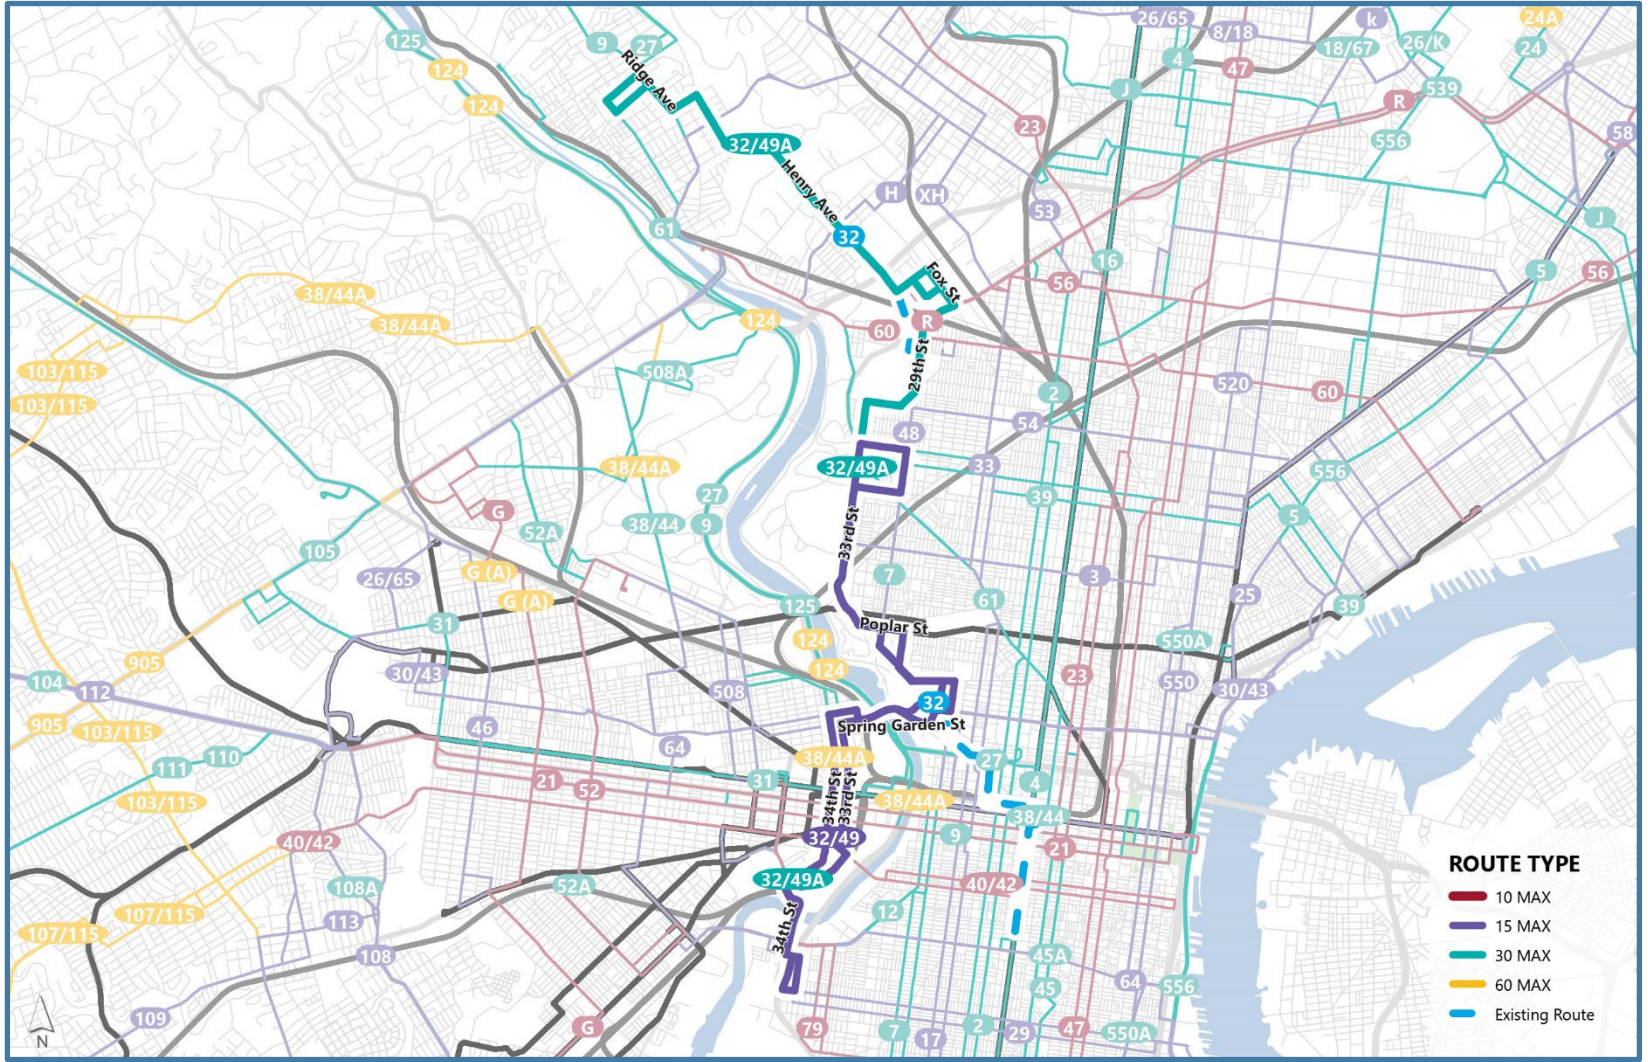 26/65
k
24A
8/18
125
9
27
18/67
26/K
24
4
124
47
Ridge Ave
J
539
R
124
23
58
32/49A
556
Henry Ave
H
XH
53
J
61
32
16
5
56
Fox St
56
38/44A
124
R
38/44A
60
103/115
508A
29th St
520
60
2
103/115
54
48
38/44A
32/49A
33
556
27
39
G
38/44
9
5
52A
33rd St
105
G (A)
26/65
7
3
25
G (A)
61
125
39
31
Poplar St
124
550A
905
124
30/43
23
104
112
508
550
30/43
32
905
46
Spring Garden St
103/115
64
38/44A
27
110
111
21
31
4
52
34th St
33rd St
103/115
38/44A
38/44
32/49
9
40/42
21
ROUTE TYPE
32/49A
108A
52A
40/42
10 MAX
107/115
12
113
34th St
15 MAX
107/115
108
45A
30 MAX
64
45
556
60 MAX
109
Existing Route
G
79
7
17
2
29
47
550A
N